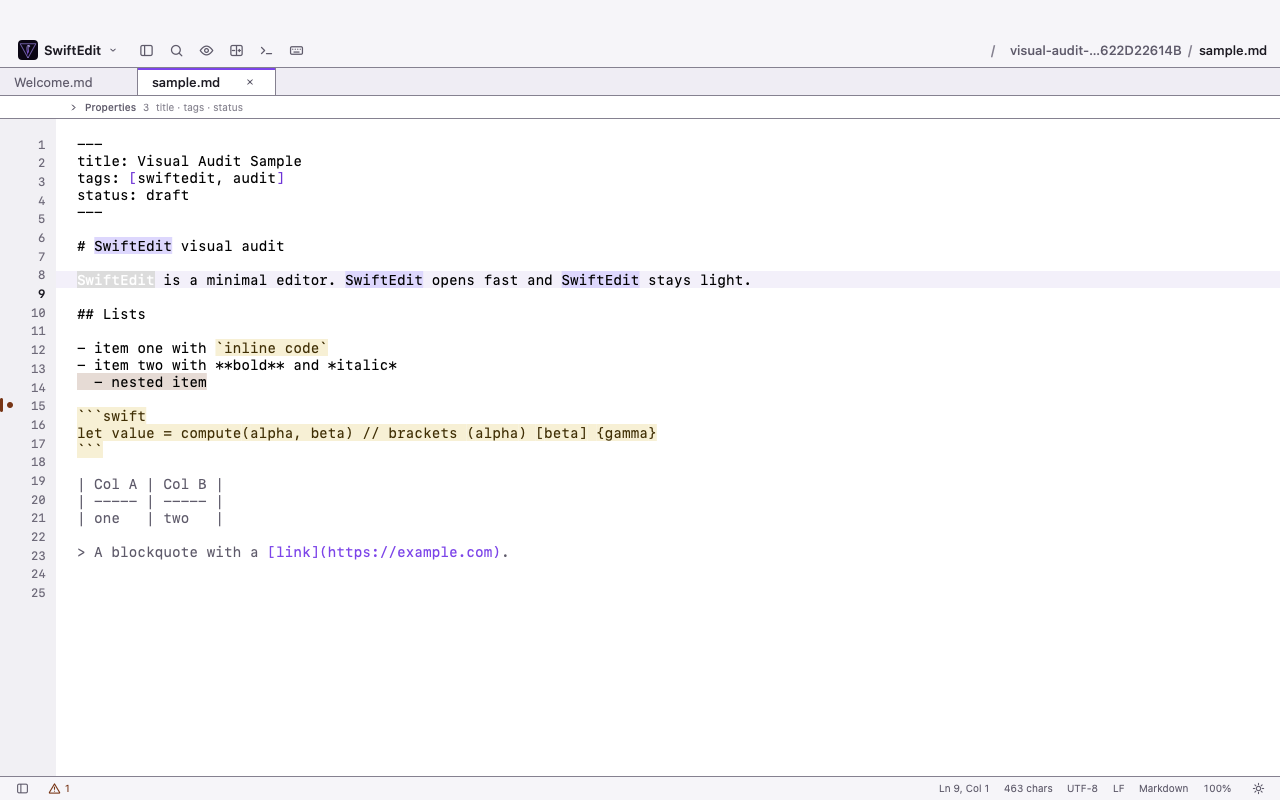 SwiftEdit
/ visual-audit-...622D22614B / sample.md
Welcome.md
sample.md ×
> Properties 3 title · tags · status
1
2
3
4
5
6
7
8
9
10
11
12
13
14
15
16
17
18
19
20
21
22
23
24
25
---
title: Visual Audit Sample
tags: [swiftedit, audit]
status: draft
---
# SwiftEdit visual audit
SwiftEdit is a minimal editor. SwiftEdit opens fast and SwiftEdit stays light.
## Lists
- item one with `inline code`
- item two with **bold** and *italic*
  - nested item
```swift
let value = compute(alpha, beta) // brackets (alpha) [beta] {gamma}
```
| Col A | Col B |
| ----- | ----- |
| one   | two   |
> A blockquote with a [link](https://example.com).
1
Ln 9, Col 1 463 chars UTF-8 LF Markdown 100%